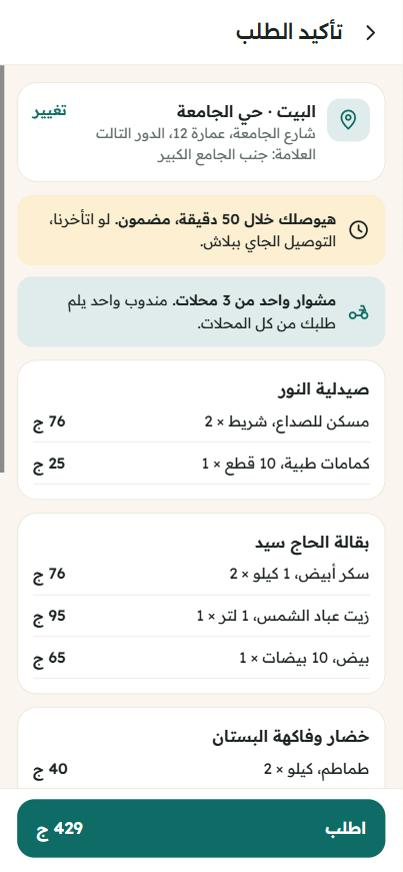 تأكيد الطلب
البيت · حي الجامعة
تغيير
شارع الجامعة، عمارة 12، الدور التالت
العلامة: جنب الجامع الكبير
هيوصلك خلال 50 دقيقة، مضمون. لو اتأخرنا،
التوصيل الجاي ببلاش.
مشوار واحد من 3 محلات. مندوب واحد يلم
طلبك من كل المحلات.
صيدلية النور
مسكن للصداع، شريط × 2 76 ج
كمامات طبية، 10 قطع × 1 25 ج
بقالة الحاج سيد
سكر أبيض، 1 كيلو × 2 76 ج
زيت عباد الشمس، 1 لتر × 1 95 ج
بيض، 10 بيضات × 1 65 ج
خضار وفاكهة البستان
طماطم، كيلو × 2 40 ج
اطلب 429 ج